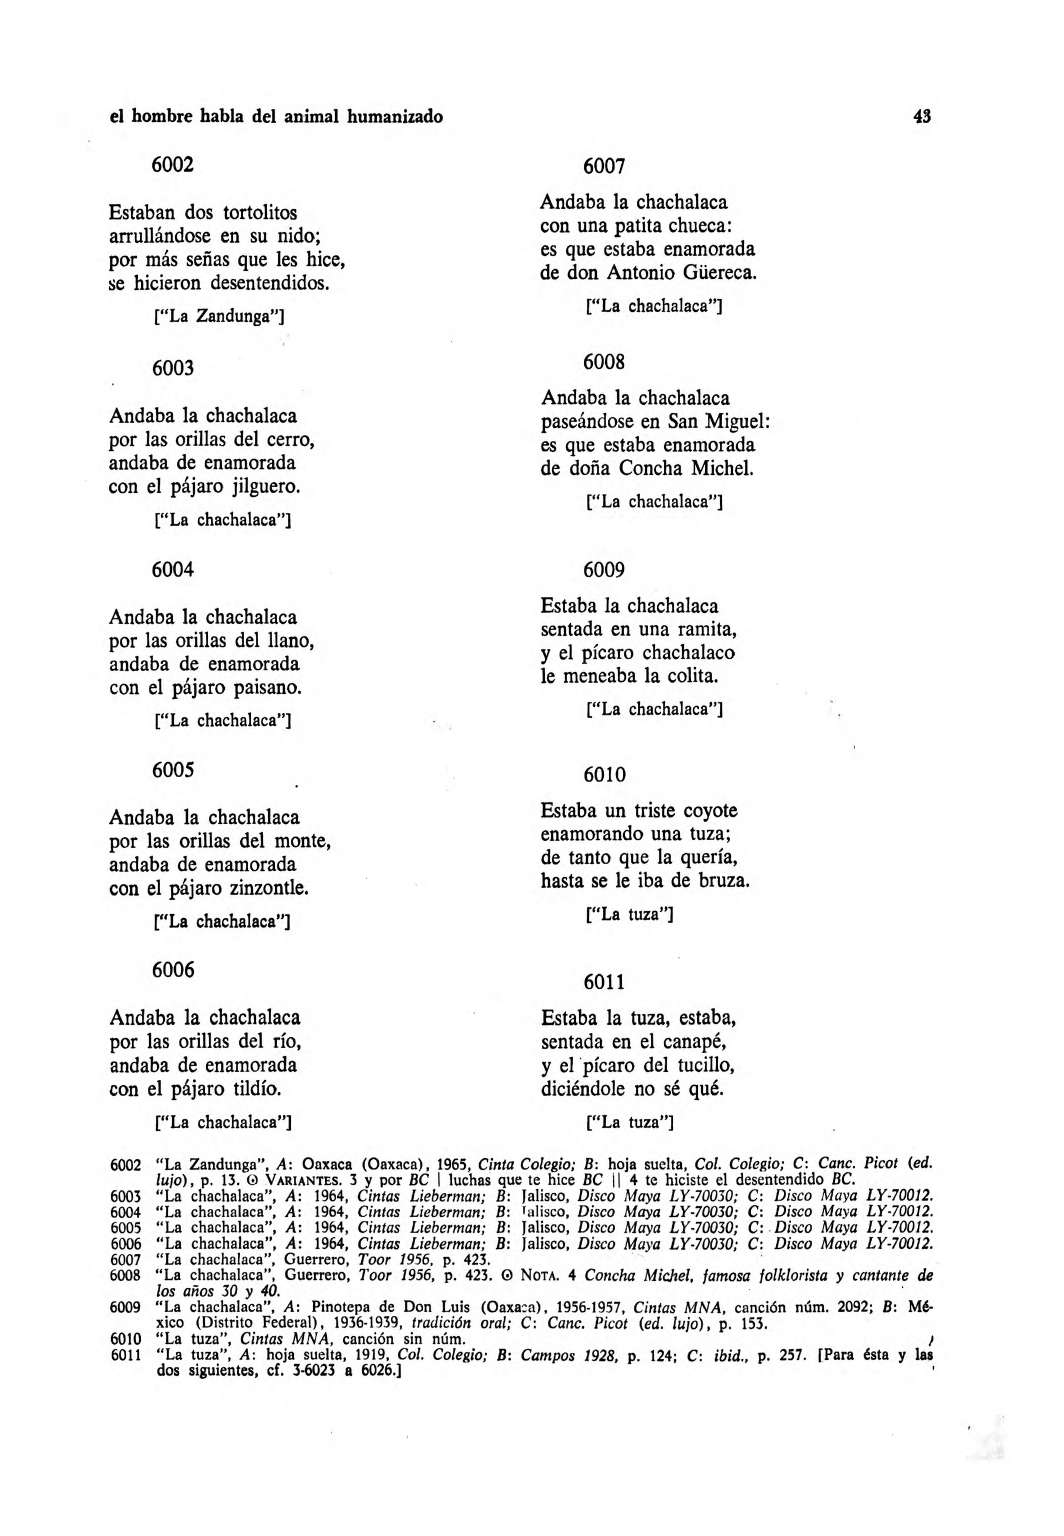 el hombre habla del animal humanizado 43
6002
Estaban dos tortolitos
arrullándose en su nido;
por más señas que les hice,
se hicieron desentendidos.
["La Zandunga"]
6003
Andaba la chachalaca
por las orillas del cerro,
andaba de enamorada
con el pájaro jilguero.
["La chachalaca"]
6004
Andaba la chachalaca
por las orillas del llano,
andaba de enamorada
con el pájaro paisano.
["La chachalaca"]
6005
Andaba la chachalaca
por las orillas del monte,
andaba de enamorada
con el pájaro zinzontle.
["La chachalaca"]
6006
Andaba la chachalaca
por las orillas del río,
andaba de enamorada
con el pájaro tildío.
["La chachalaca"]
6007
Andaba la chachalaca
con una patita chueca:
es que estaba enamorada
de don Antonio Güereca.
["La chachalaca"]
6008
Andaba la chachalaca
paseándose en San Miguel:
es que estaba enamorada
de doña Concha Michel.
["La chachalaca"]
6009
Estaba la chachalaca
sentada en una ramita,
y el pícaro chachalaco
le meneaba la colita.
["La chachalaca"]
6010
Estaba un triste coyote
enamorando una tuza;
de tanto que la quería,
hasta se le iba de bruza.
["La tuza"]
6011
Estaba la tuza, estaba,
sentada en el canapé,
y el pícaro del tucillo,
diciéndole no sé qué.
["La tuza"]
6002 "La Zandunga", A: Oaxaca (Oaxaca), 1965, Cinta Colegio; B: hoja suelta, Col. Colegio; C: Canc. Picot (ed.
lujo), p. 13. ⊙ VARIANTES. 3 y por BC | luchas que te hice BC || 4 te hiciste el desentendido BC.
6003 "La chachalaca", A: 1964, Cintas Lieberman; B: Jalisco, Disco Maya LY-70030; C: Disco Maya LY-70012.
6004 "La chachalaca", A: 1964, Cintas Lieberman; B: Jalisco, Disco Maya LY-70030; C: Disco Maya LY-70012.
6005 "La chachalaca", A: 1964, Cintas Lieberman; B: Jalisco, Disco Maya LY-70030; C: Disco Maya LY-70012.
6006 "La chachalaca", A: 1964, Cintas Lieberman; B: Jalisco, Disco Maya LY-70030; C: Disco Maya LY-70012.
6007 "La chachalaca", Guerrero, Toor 1956, p. 423.
6008 "La chachalaca", Guerrero, Toor 1956, p. 423. ⊙ NOTA. 4 Concha Michel, famosa folklorista y cantante de
los años 30 y 40.
6009 "La chachalaca", A: Pinotepa de Don Luis (Oaxaca), 1956-1957, Cintas MNA, canción núm. 2092; B: Mé-
xico (Distrito Federal), 1936-1939, tradición oral; C: Canc. Picot (ed. lujo), p. 153.
6010 "La tuza", Cintas MNA, canción sin núm.
6011 "La tuza", A: hoja suelta, 1919, Col. Colegio; B: Campos 1928, p. 124; C: ibid., p. 257. [Para ésta y las
dos siguientes, cf. 3-6023 a 6026.]